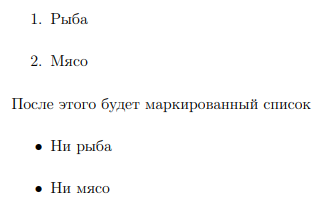 1. Рыба
2. Мясо
После этого будет маркированный список
• Ни рыба
• Ни мясо